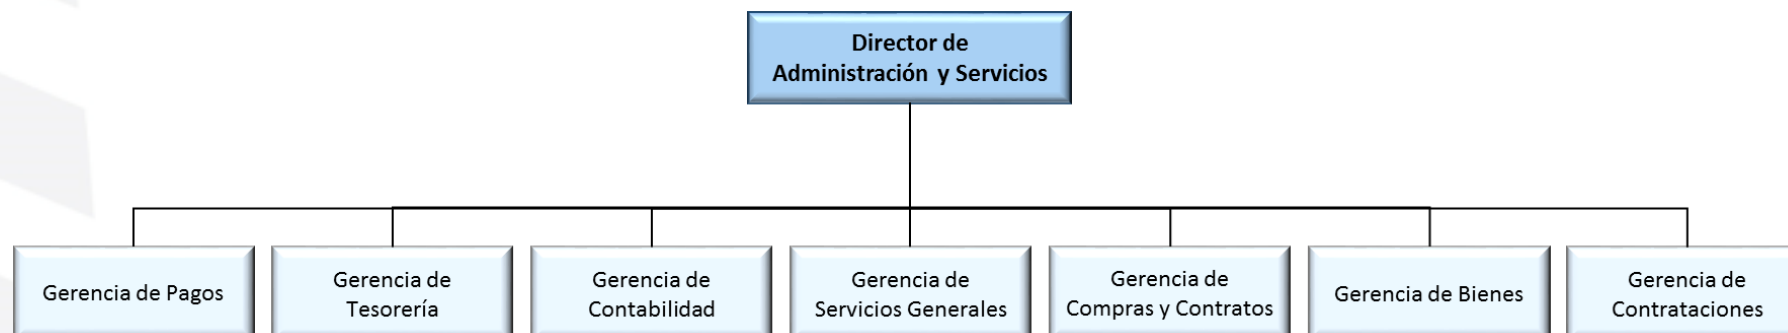 Director de
Administración y Servicios
Gerencia de Pagos
Gerencia de
Tesorería
Gerencia de
Contabilidad
Gerencia de
Servicios Generales
Gerencia de
Compras y Contratos
Gerencia de Bienes
Gerencia de
Contrataciones